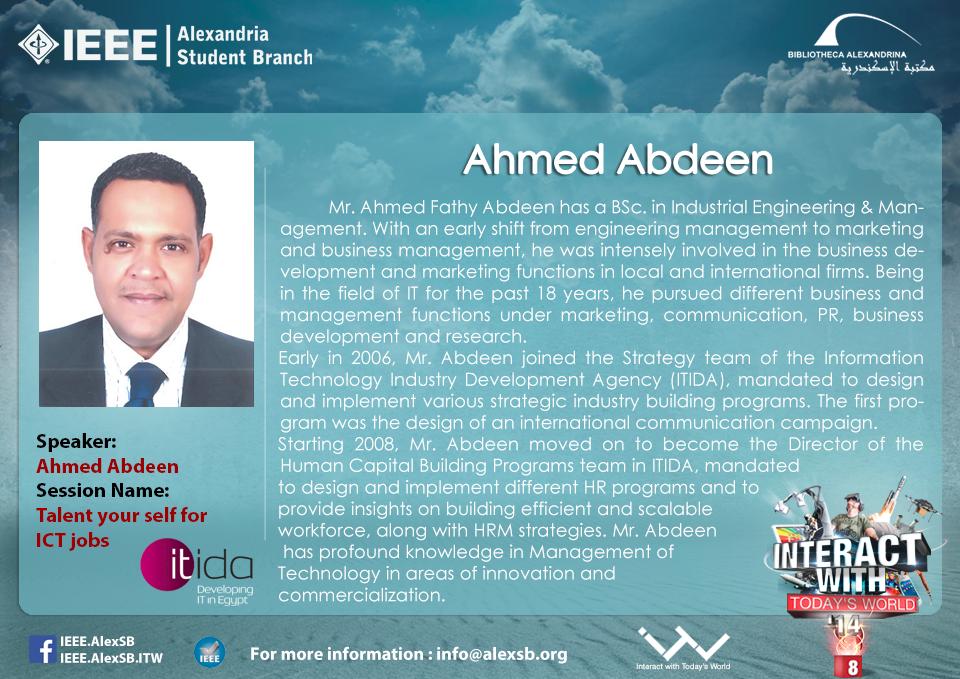 IEEE
Alexandria
Student Branch
BIBLIOTHECA ALEXANDRINA
مكتبة الإسكندرية
Ahmed Abdeen
Mr. Ahmed Fathy Abdeen has a BSc. in Industrial Engineering & Man-
agement. With an early shift from engineering management to marketing
and business management, he was intensely involved in the business de-
velopment and marketing functions in local and international firms. Being
in the field of IT for the past 18 years, he pursued different business and
management functions under marketing, communication, PR, business
development and research.
Early in 2006, Mr. Abdeen joined the Strategy team of the Information
Technology Industry Development Agency (ITIDA), mandated to design
and implement various strategic industry building programs. The first pro-
gram was the design of an international communication campaign.
Starting 2008, Mr. Abdeen moved on to become the Director of the
Human Capital Building Programs team in ITIDA, mandated
to design and implement different HR programs and to
provide insights on building efficient and scalable
workforce, along with HRM strategies. Mr. Abdeen
has profound knowledge in Management of
Technology in areas of innovation and
commercialization.
Speaker:
Ahmed Abdeen
Session Name:
Talent your self for
ICT jobs
itida
Developing
IT in Egypt
INTERACT
WITH
TODAY'S WORLD
'14
8
IEEE.AlexSB
IEEE.AlexSB.ITW
IEEE
For more information : info@alexsb.org
Interact with Today's World